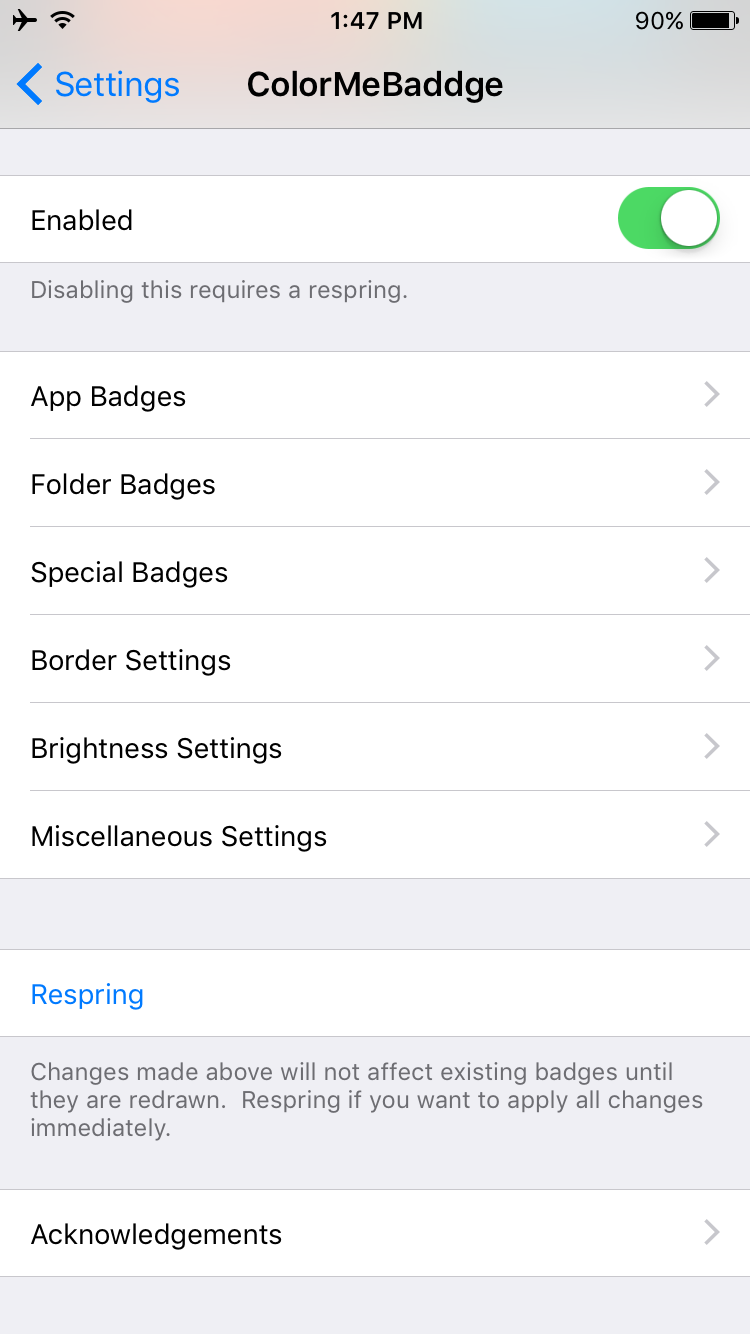 1:47 PM 90%
Settings ColorMeBaddge
Enabled
Disabling this requires a respring.
App Badges
Folder Badges
Special Badges
Border Settings
Brightness Settings
Miscellaneous Settings
Respring
Changes made above will not affect existing badges until
they are redrawn.  Respring if you want to apply all changes
immediately.
Acknowledgements